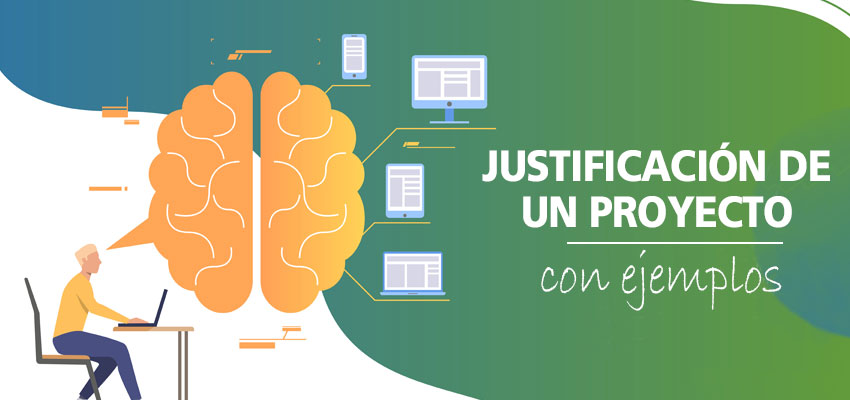 JUSTIFICACIÓN DE
UN PROYECTO
con ejemplos